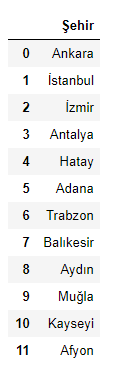 Şehir
0 Ankara
1 İstanbul
2 İzmir
3 Antalya
4 Hatay
5 Adana
6 Trabzon
7 Balıkesir
8 Aydın
9 Muğla
10 Kayseyi
11 Afyon